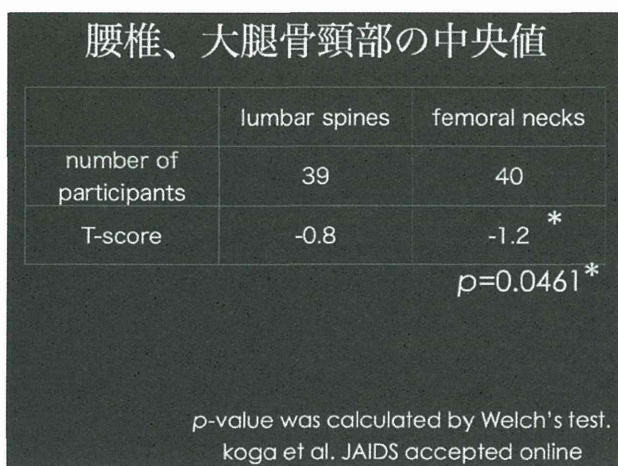 腰椎、大腿骨頸部の中央値
lumbar spines femoral necks
number of participants 39 40
T-score -0.8 -1.2 *
p=0.0461*
p-value was calculated by Welch's test.
koga et al. JAIDS accepted online